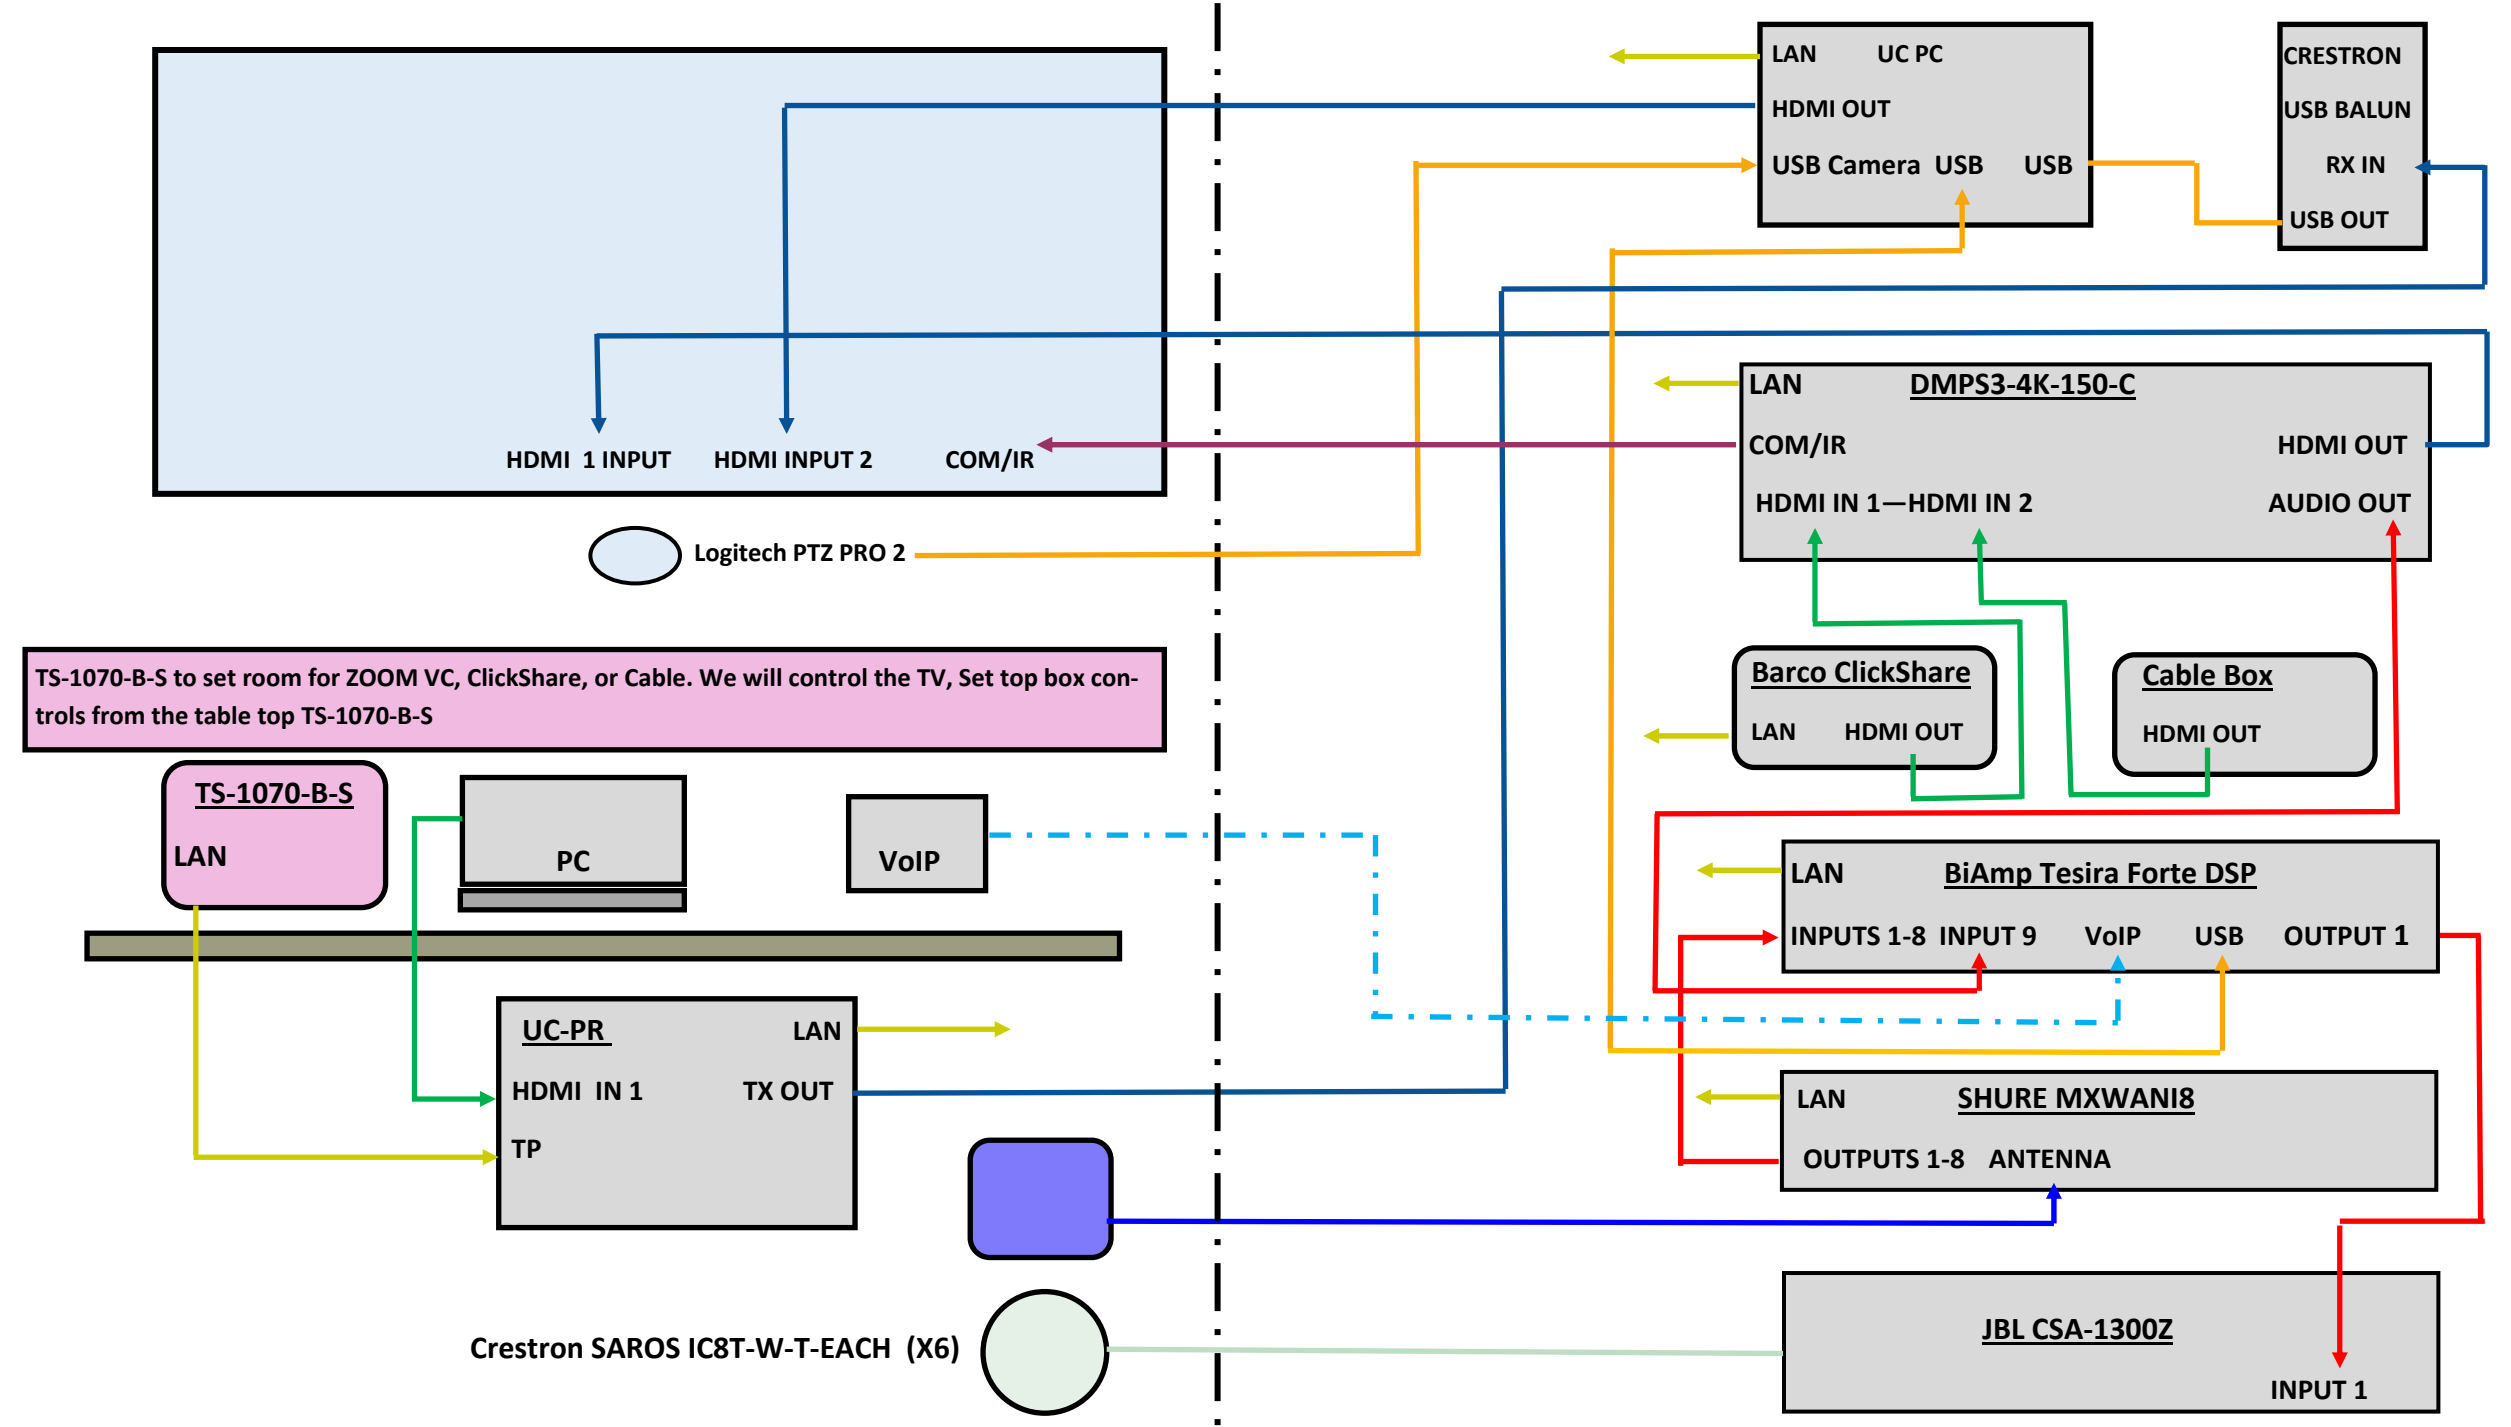 LAN UC PC
HDMI OUT
USB Camera USB USB
CRESTRON
USB BALUN
RX IN
USB OUT
HDMI 1 INPUT HDMI INPUT 2 COM/IR
LAN DMPS3-4K-150-C
COM/IR HDMI OUT
HDMI IN 1—HDMI IN 2 AUDIO OUT
Logitech PTZ PRO 2
TS-1070-B-S to set room for ZOOM VC, ClickShare, or Cable. We will control the TV, Set top box con-
trols from the table top TS-1070-B-S
Barco ClickShare
LAN HDMI OUT
Cable Box
HDMI OUT
TS-1070-B-S
LAN
PC
VoIP
LAN BiAmp Tesira Forte DSP
INPUTS 1-8 INPUT 9 VoIP USB OUTPUT 1
UC-PR LAN
HDMI IN 1 TX OUT
TP
LAN SHURE MXWANI8
OUTPUTS 1-8 ANTENNA
Crestron SAROS IC8T-W-T-EACH (X6)
JBL CSA-1300Z
INPUT 1